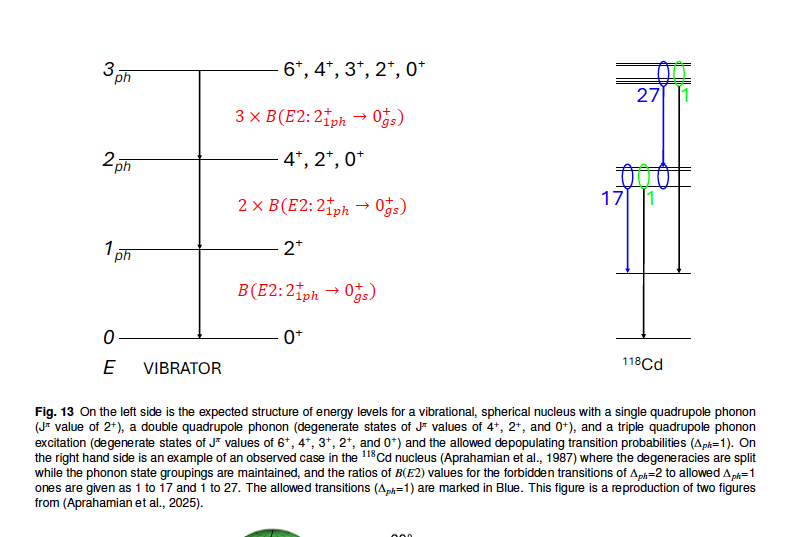 3ph 6⁺, 4⁺, 3⁺, 2⁺, 0⁺
27 1
3 × B(E2: 2⁺1ph → 0⁺gs)
2ph 4⁺, 2⁺, 0⁺
17 1
2 × B(E2: 2⁺1ph → 0⁺gs)
1ph 2⁺
B(E2: 2⁺1ph → 0⁺gs)
0 0⁺
E VIBRATOR
¹¹⁸Cd
Fig. 13 On the left side is the expected structure of energy levels for a vibrational, spherical nucleus with a single quadrupole phonon
(Jπ value of 2⁺), a double quadrupole phonon (degenerate states of Jπ values of 4⁺, 2⁺, and 0⁺), and a triple quadrupole phonon
excitation (degenerate states of Jπ values of 6⁺, 4⁺, 3⁺, 2⁺, and 0⁺) and the allowed depopulating transition probabilities (Δph=1). On
the right hand side is an example of an observed case in the ¹¹⁸Cd nucleus (Aprahamian et al., 1987) where the degeneracies are split
while the phonon state groupings are maintained, and the ratios of B(E2) values for the forbidden transitions of Δph=2 to allowed Δph=1
ones are given as 1 to 17 and 1 to 27. The allowed transitions (Δph=1) are marked in Blue. This figure is a reproduction of two figures
from (Aprahamian et al., 2025).